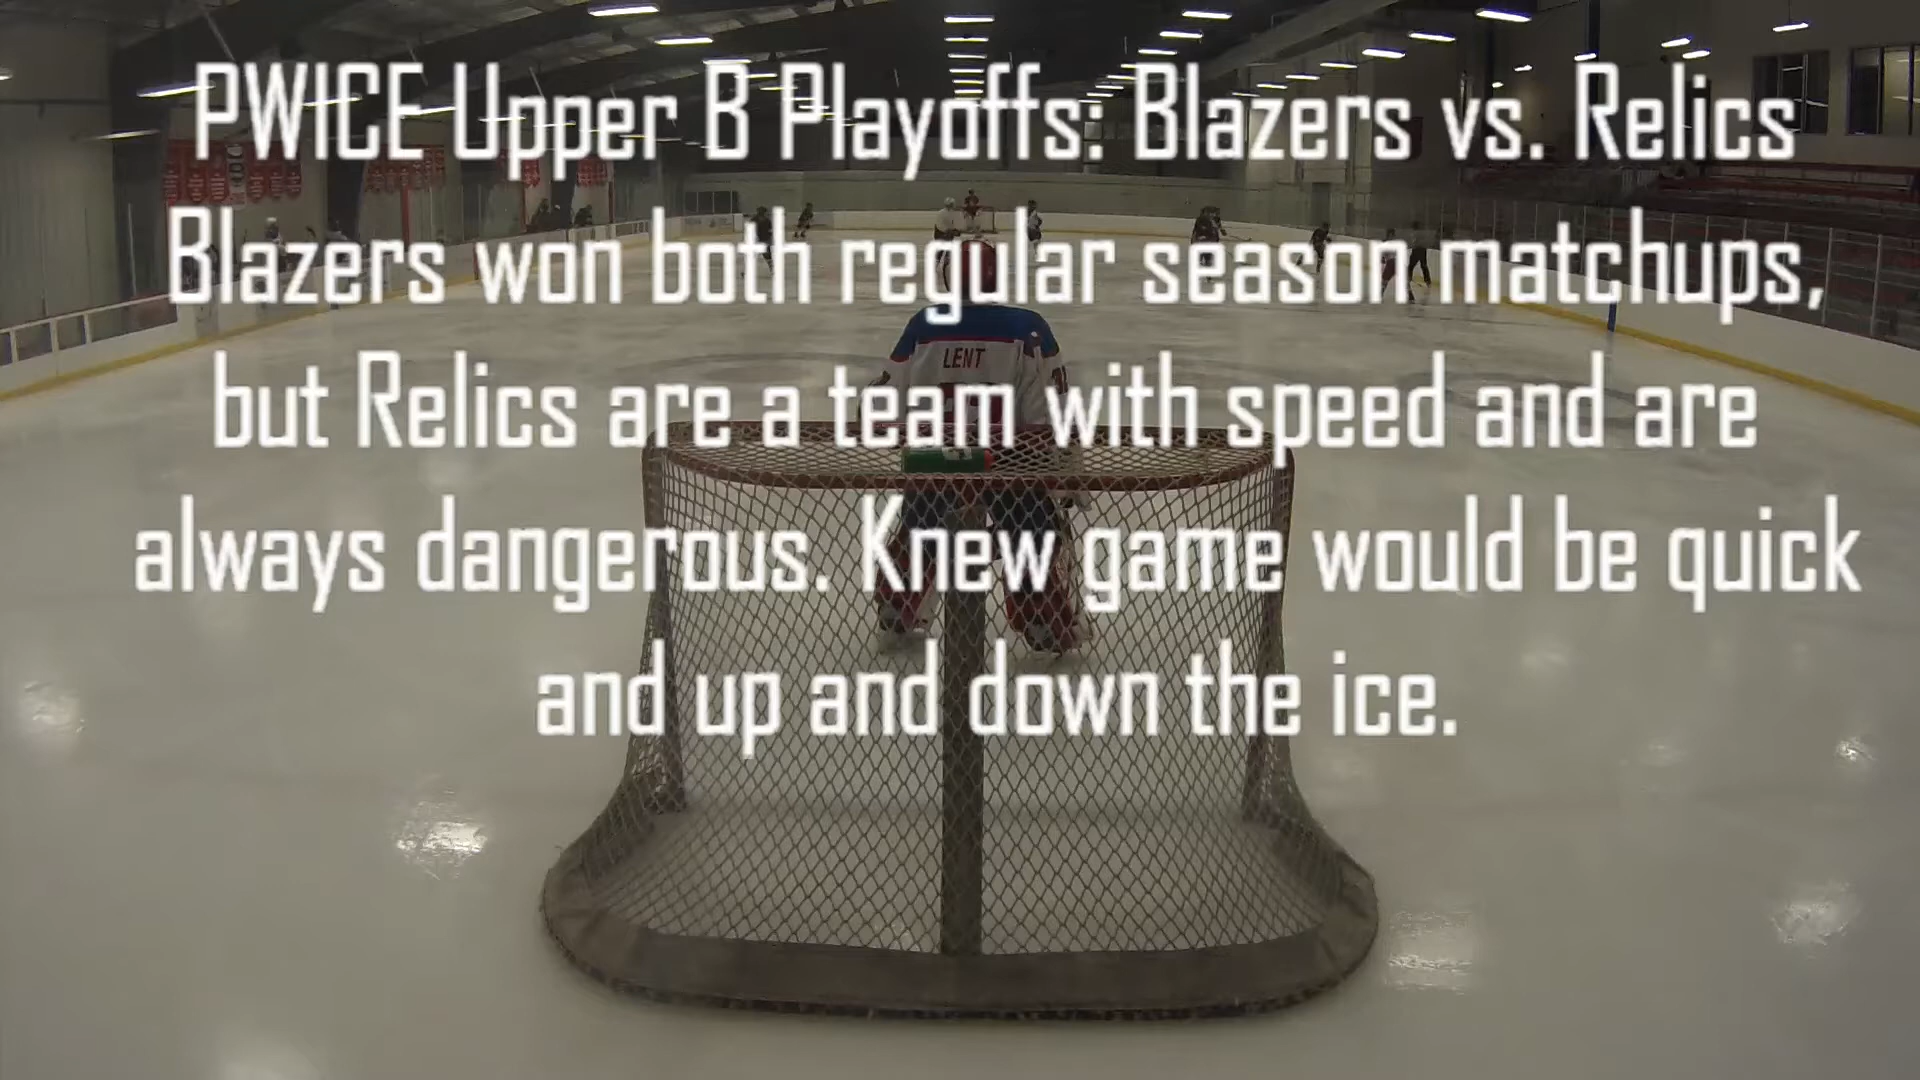 PWICE Upper B Playoffs: Blazers vs. Relics
Blazers won both regular season matchups,
but Relics are a team with speed and are
always dangerous. Knew game would be quick
and up and down the ice.
LENT